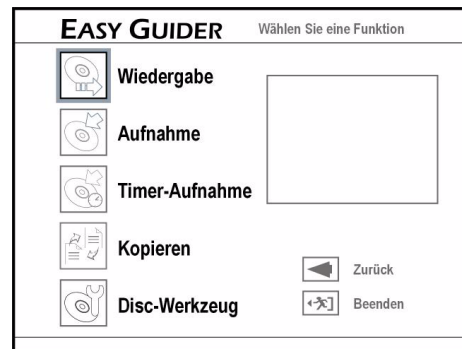 EASY GUIDER
Wählen Sie eine Funktion
Wiedergabe
Aufnahme
Timer-Aufnahme
Kopieren
Disc-Werkzeug
Zurück
Beenden